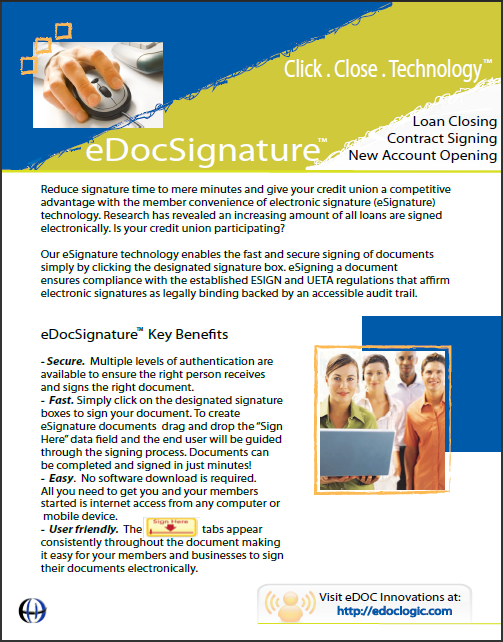 Click . Close . Technology™
Loan Closing
Contract Signing
eDocSignature™
New Account Opening
Reduce signature time to mere minutes and give your credit union a competitive
advantage with the member convenience of electronic signature (eSignature)
technology. Research has revealed an increasing amount of all loans are signed
electronically. Is your credit union participating?
Our eSignature technology enables the fast and secure signing of documents
simply by clicking the designated signature box. eSigning a document
ensures compliance with the established ESIGN and UETA regulations that affirm
electronic signatures as legally binding backed by an accessible audit trail.
eDocSignature™ Key Benefits
- Secure. Multiple levels of authentication are
available to ensure the right person receives
and signs the right document.
- Fast. Simply click on the designated signature
boxes to sign your document. To create
eSignature documents drag and drop the "Sign
Here" data field and the end user will be guided
through the signing process. Documents can
be completed and signed in just minutes!
- Easy. No software download is required.
All you need to get you and your members
started is internet access from any computer or
mobile device.
- User friendly. The Sign Here tabs appear
consistently throughout the document making
it easy for your members and businesses to sign
their documents electronically.
Visit eDOC Innovations at:
http://edoclogic.com